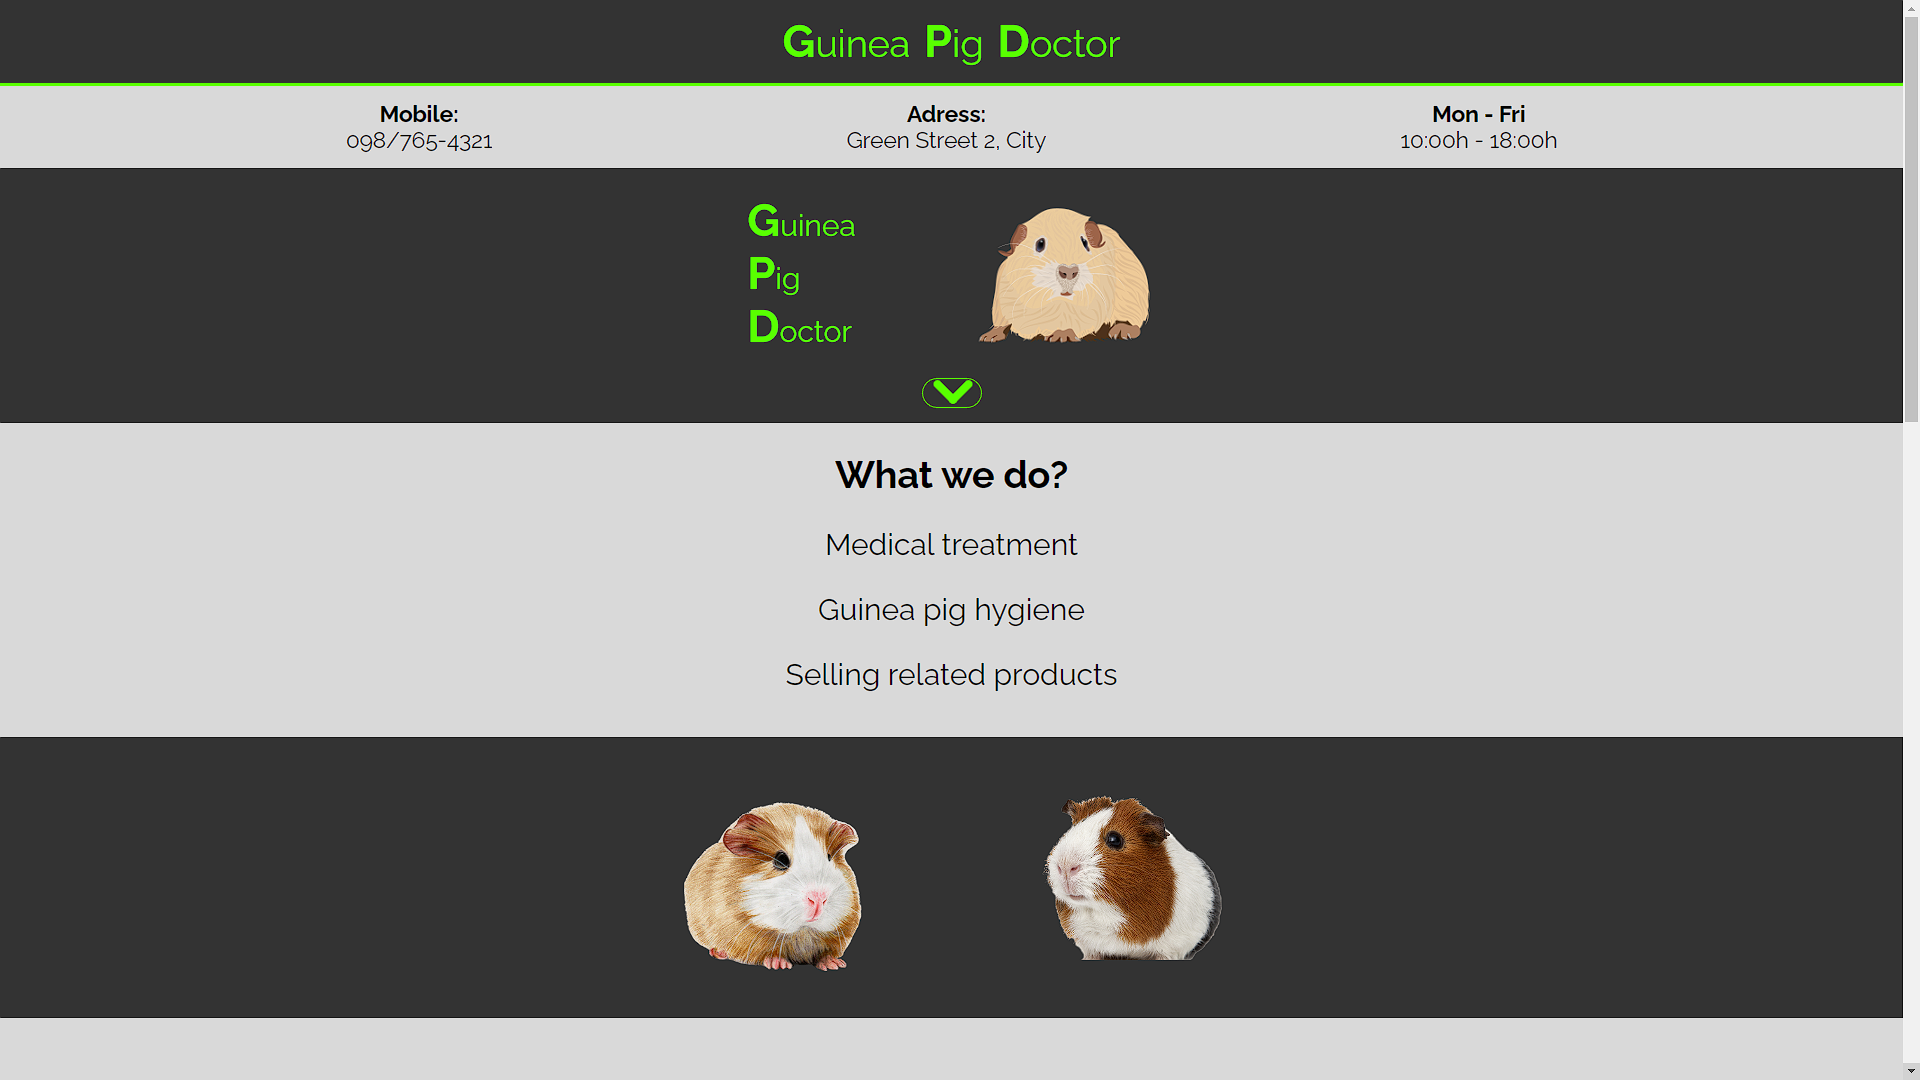 Guinea Pig Doctor
Mobile:
098/765-4321
Adress:
Green Street 2, City
Mon - Fri
10:00h - 18:00h
Guinea
Pig
Doctor
What we do?
Medical treatment
Guinea pig hygiene
Selling related products